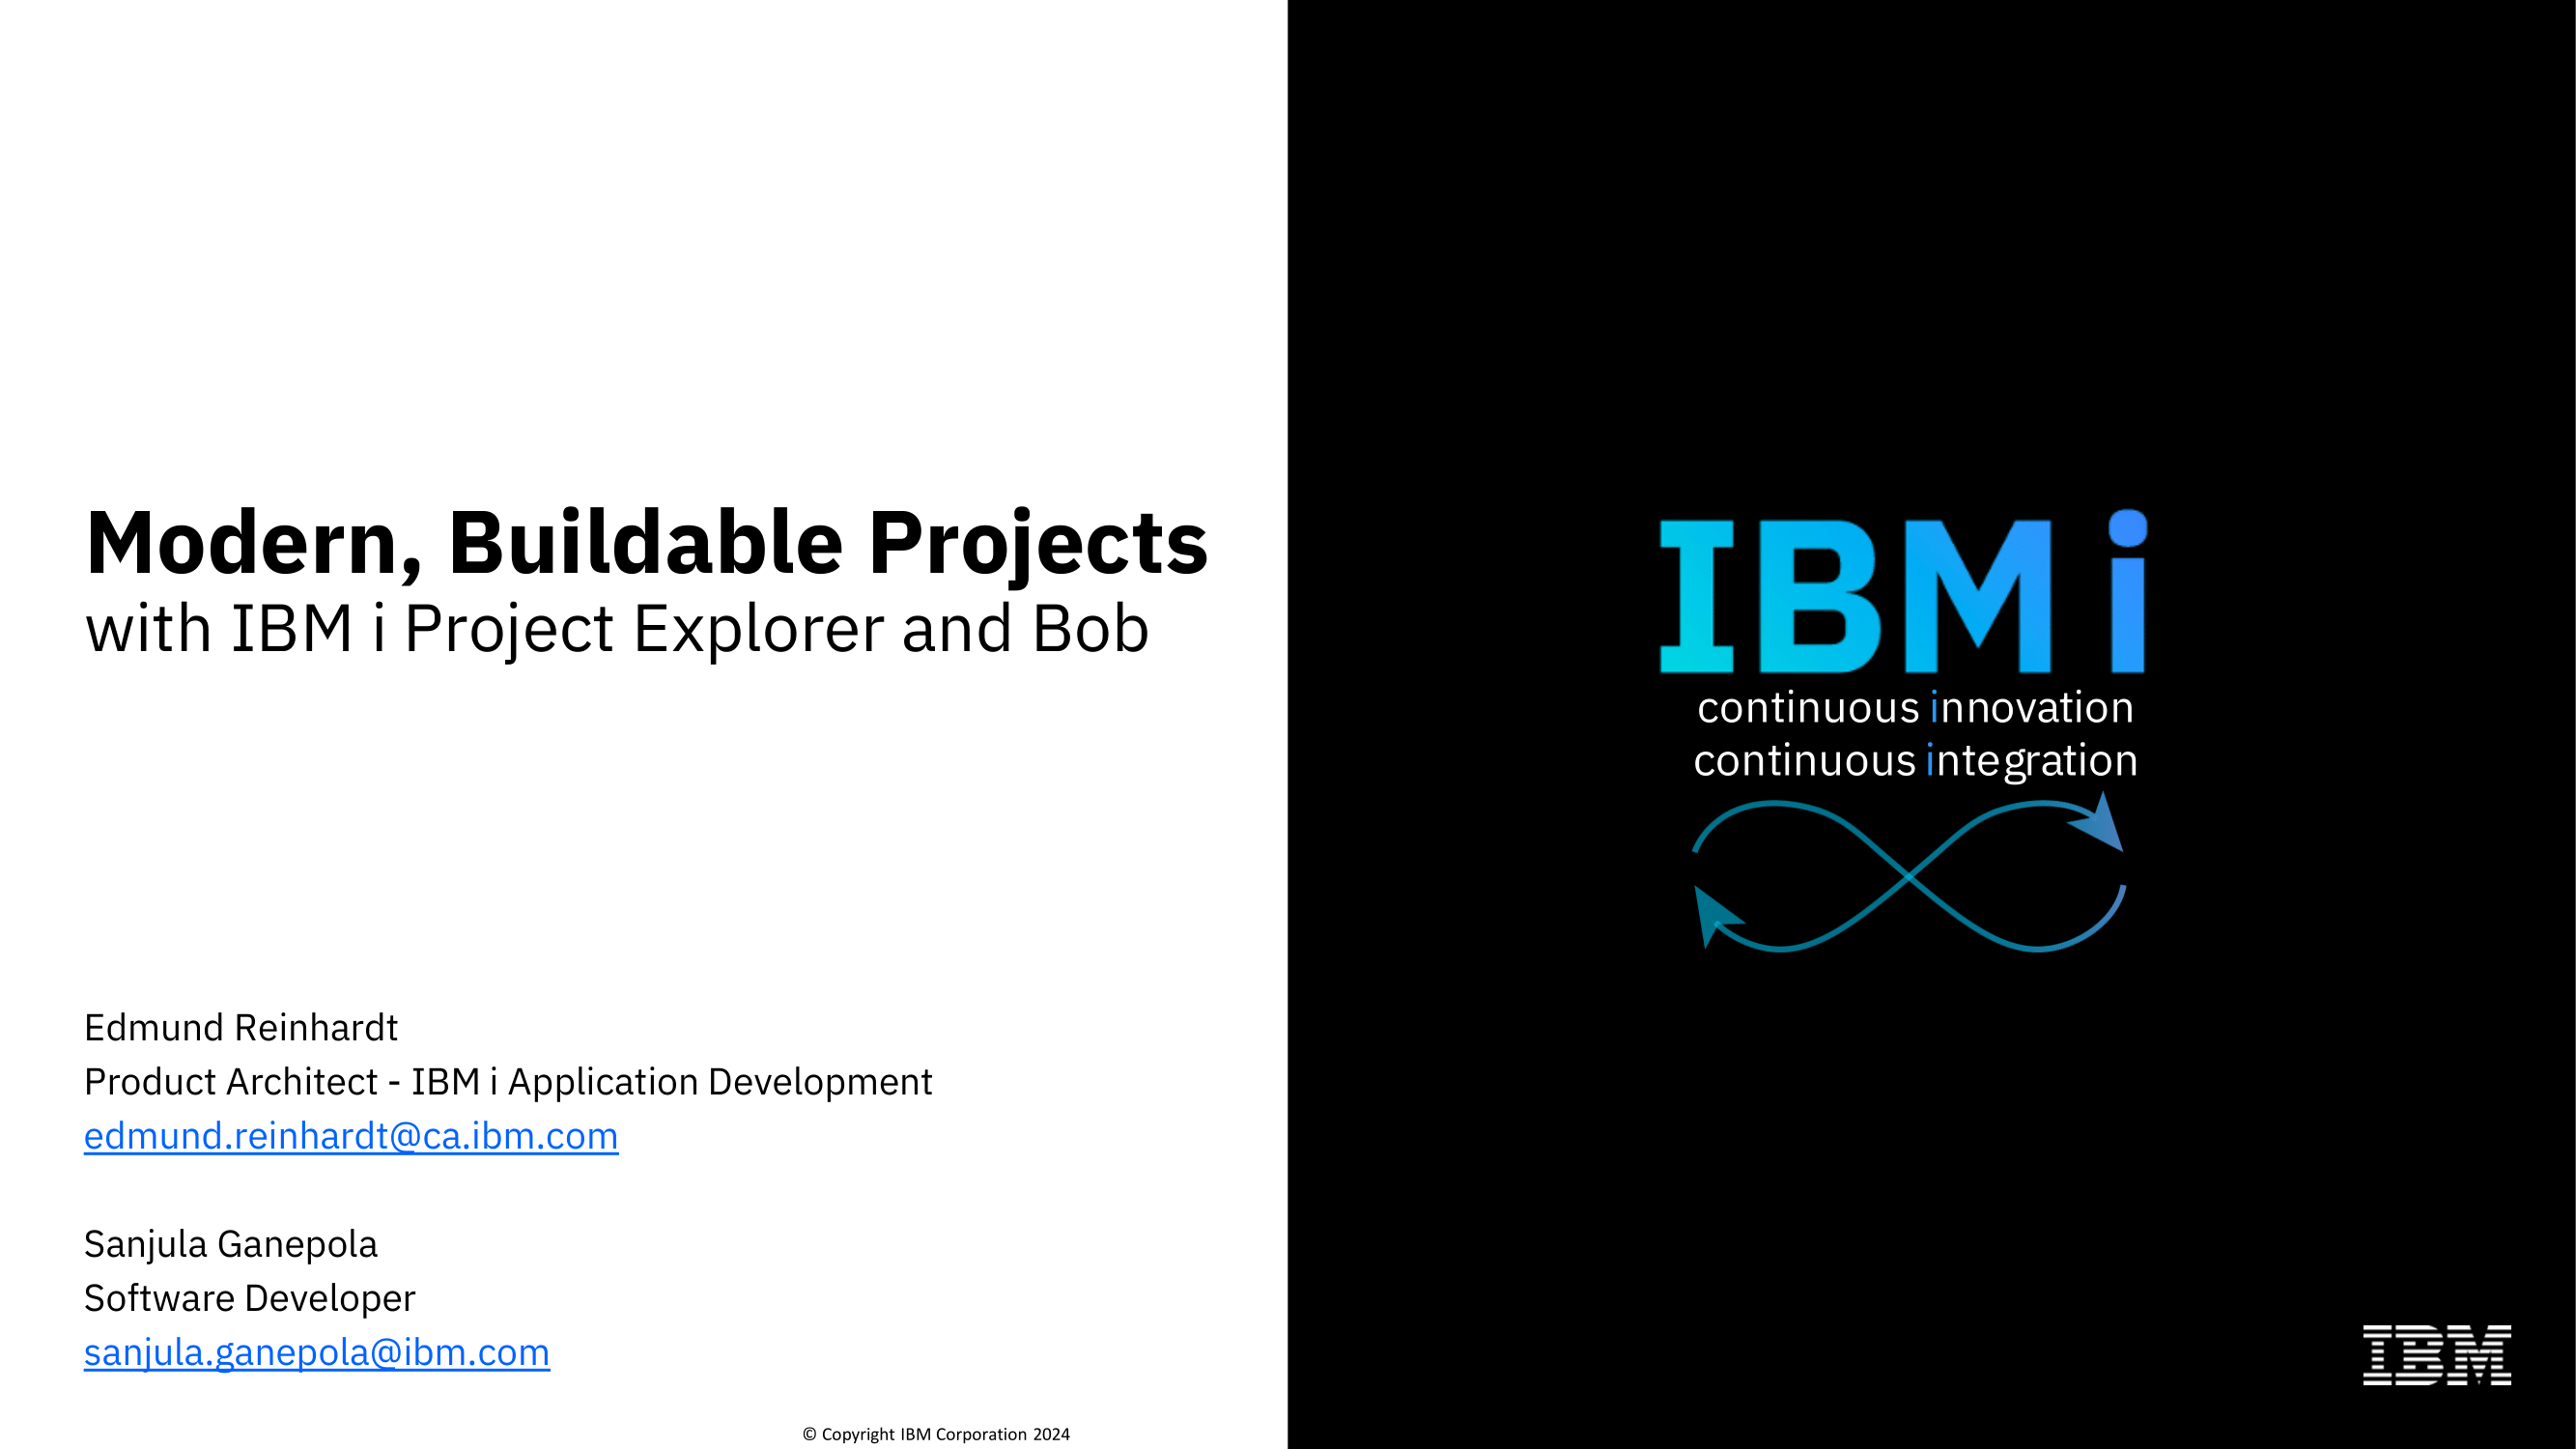 Modern, Buildable Projects
with IBM i Project Explorer and Bob
Edmund Reinhardt
Product Architect - IBM i Application Development
edmund.reinhardt@ca.ibm.com
Sanjula Ganepola
Software Developer
sanjula.ganepola@ibm.com
© Copyright IBM Corporation 2024
IBM i
continuous innovation
continuous integration
IBM